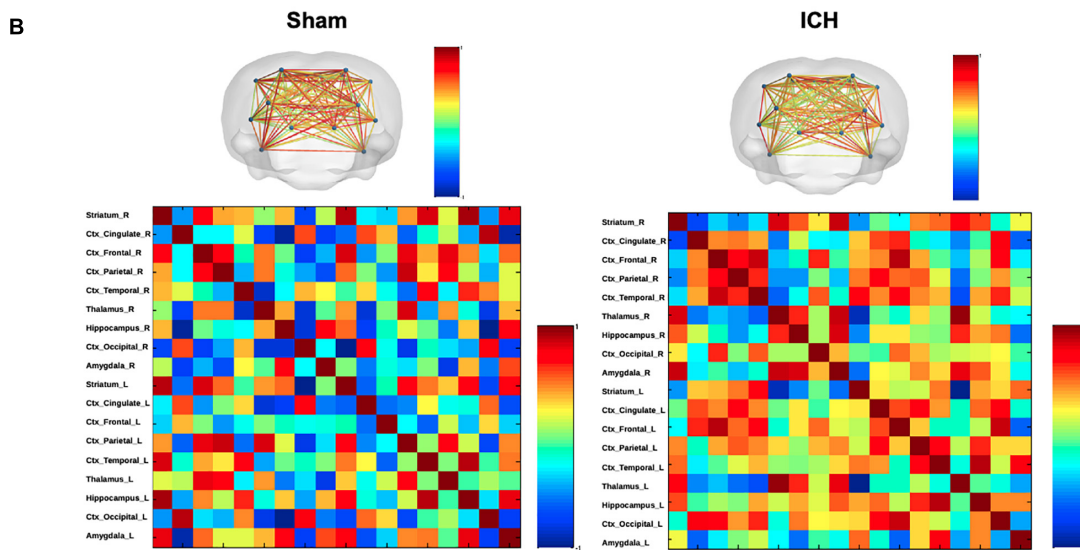 B
Sham
ICH
1
-1
Striatum_R
Ctx_Cingulate_R
Ctx_Frontal_R
Ctx_Parietal_R
Ctx_Temporal_R
Thalamus_R
Hippocampus_R
Ctx_Occipital_R
Amygdala_R
Striatum_L
Ctx_Cingulate_L
Ctx_Frontal_L
Ctx_Parietal_L
Ctx_Temporal_L
Thalamus_L
Hippocampus_L
Ctx_Occipital_L
Amygdala_L
1
-1
Striatum_R
Ctx_Cingulate_R
Ctx_Frontal_R
Ctx_Parietal_R
Ctx_Temporal_R
Thalamus_R
Hippocampus_R
Ctx_Occipital_R
Amygdala_R
Striatum_L
Ctx_Cingulate_L
Ctx_Frontal_L
Ctx_Parietal_L
Ctx_Temporal_L
Thalamus_L
Hippocampus_L
Ctx_Occipital_L
Amygdala_L